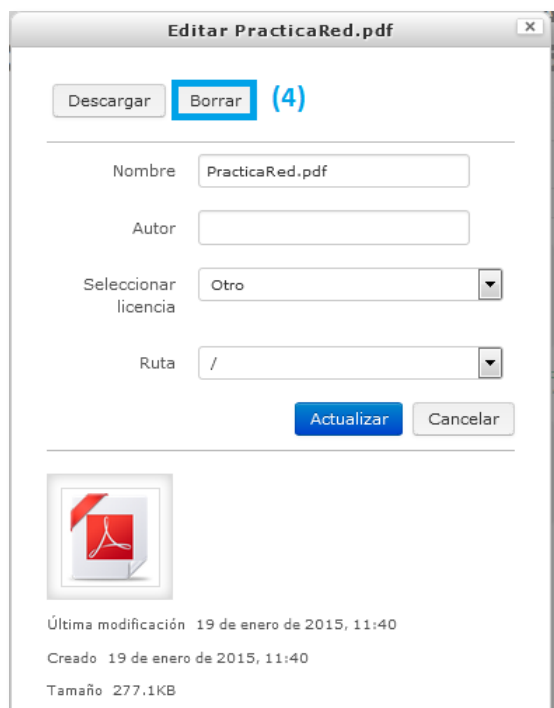 Editar PracticaRed.pdf
Descargar Borrar (4)
Nombre PracticaRed.pdf
Autor
Seleccionar licencia Otro
Ruta /
Actualizar Cancelar
Última modificación 19 de enero de 2015, 11:40
Creado 19 de enero de 2015, 11:40
Tamaño 277.1KB